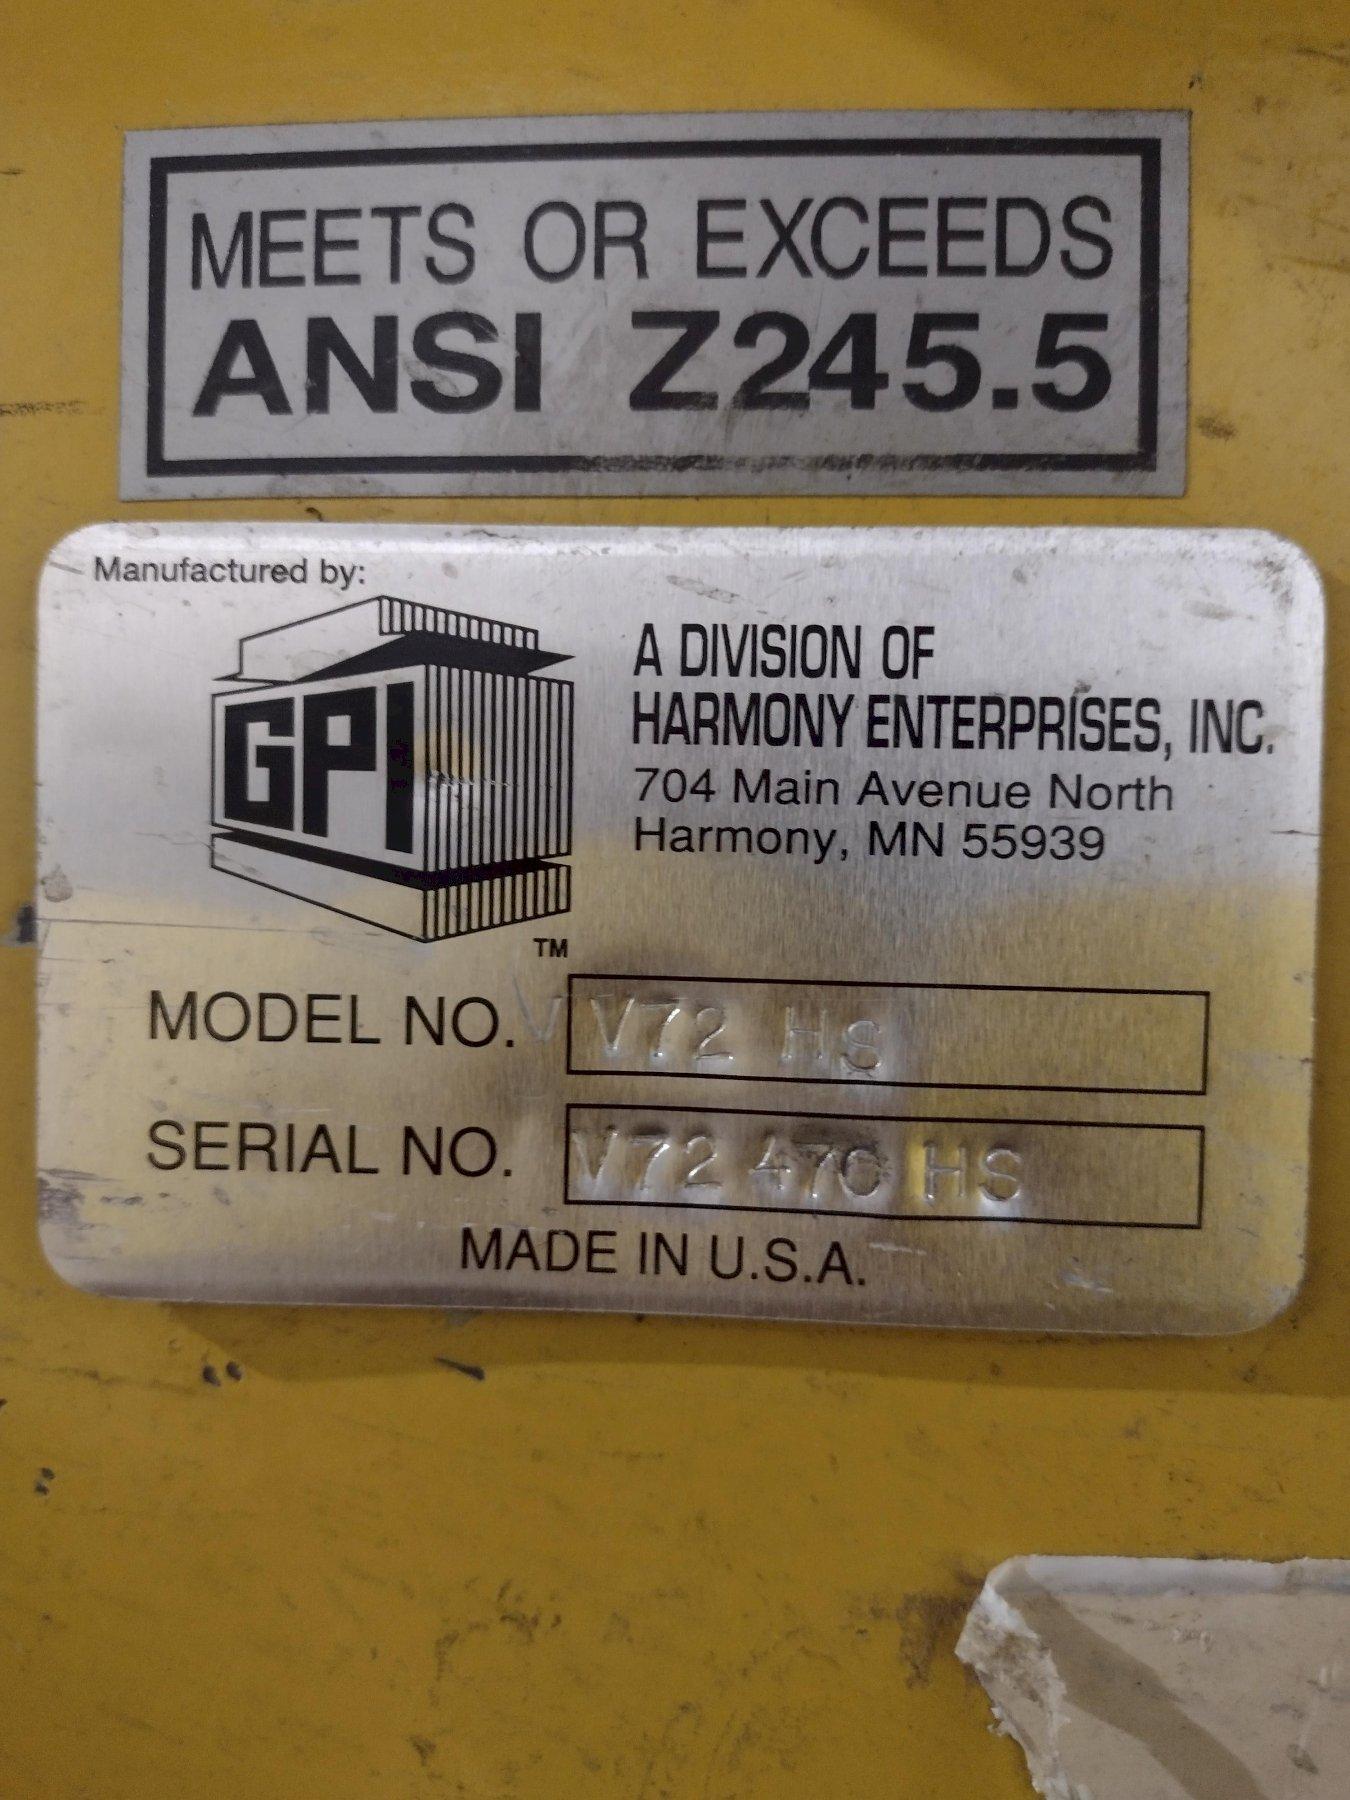 MEETS OR EXCEEDS
ANSI Z245.5
Manufactured by:
GPI
TM
A DIVISION OF
HARMONY ENTERPRISES, INC.
704 Main Avenue North
Harmony, MN 55939
MODEL NO. V V72 HS
SERIAL NO. V72 470 HS
MADE IN U.S.A.